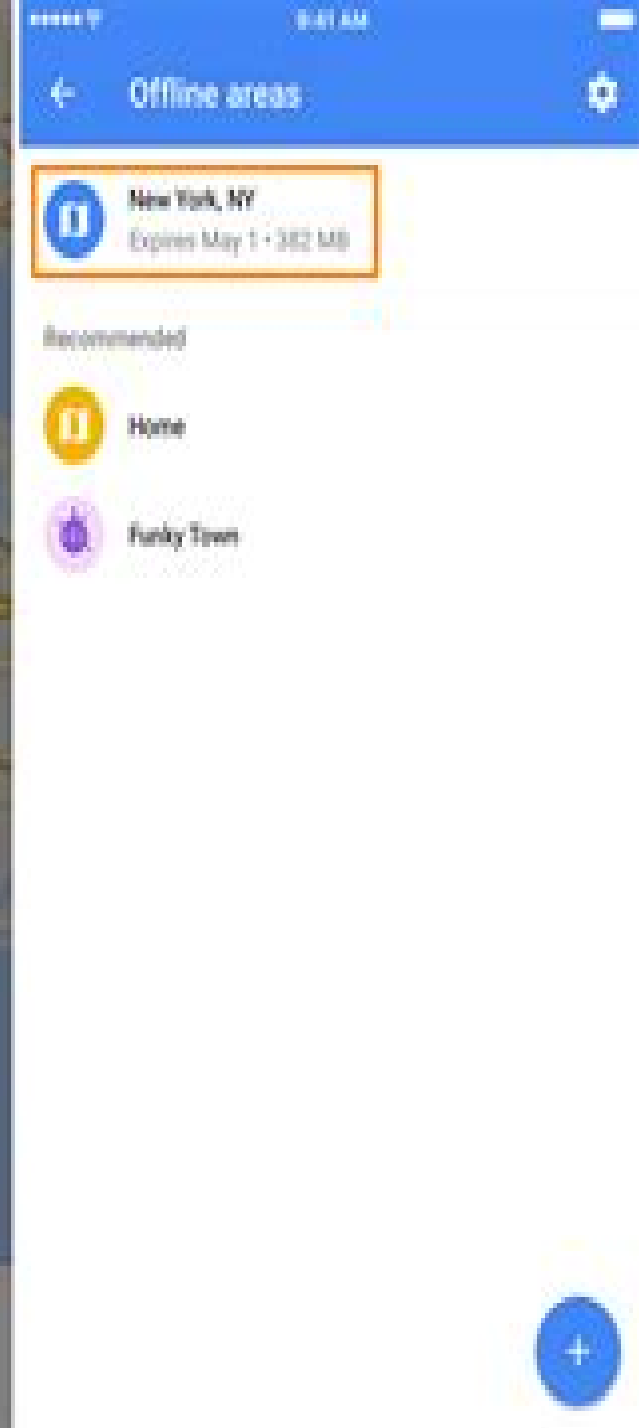 9:41 AM
Offline areas
New York, NY
Expires May 1 • 382 MB
Recommended
Home
Funky Town
+